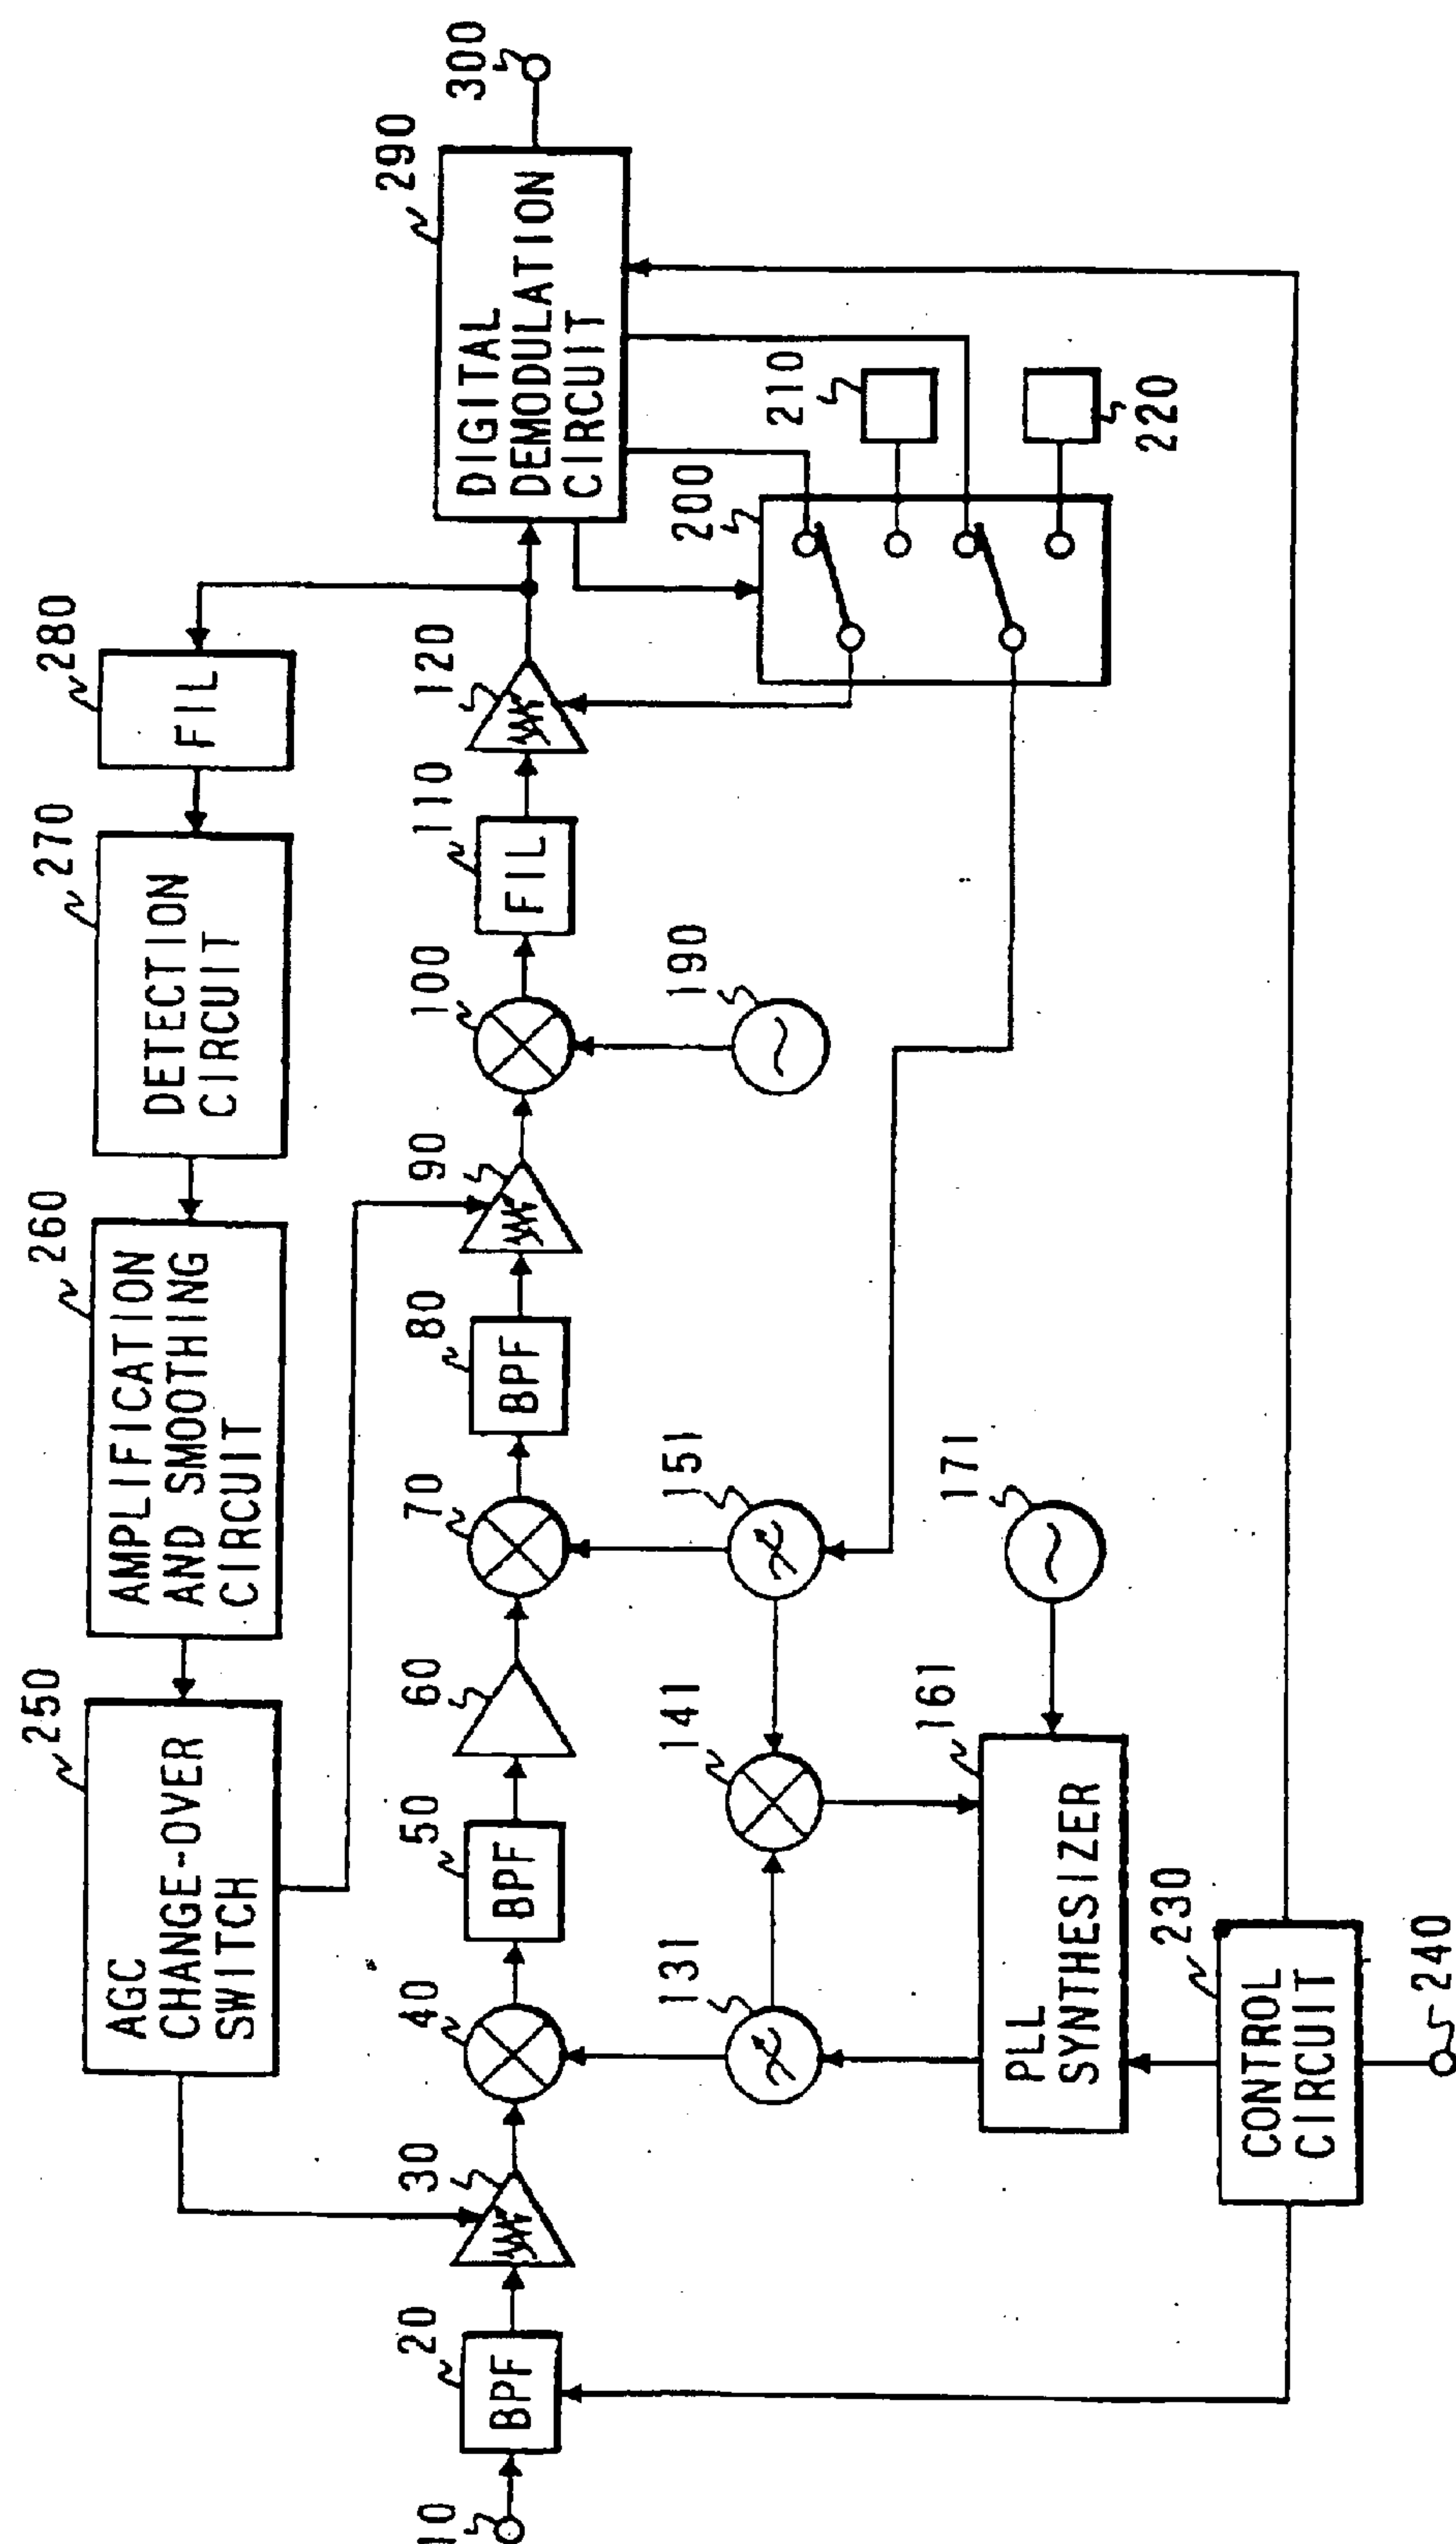 250
260
270
280
AGC
CHANGE-OVER
SWITCH
AMPLIFICATION
AND SMOOTHING
CIRCUIT
DETECTION
CIRCUIT
FIL
10
20
30
40
50
60
70
80
90
100
110
120
290
300
BPF
BPF
BPF
FIL
DIGITAL
DEMODULATION
CIRCUIT
131
141
151
190
200
210
161
171
220
PLL
SYNTHESIZER
230
CONTROL
CIRCUIT
240